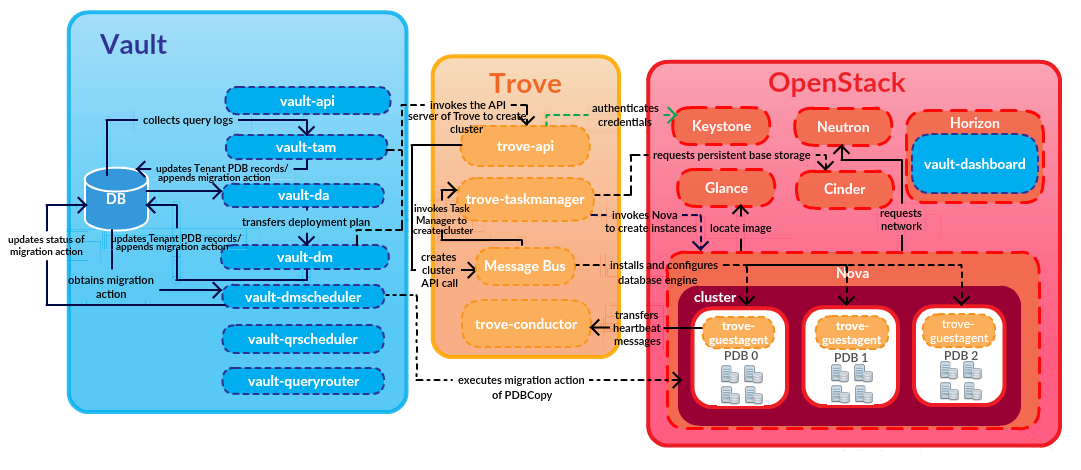 Vault
vault-api
collects query logs
vault-tam
updates Tenant PDB records/
appends migration action
DB
vault-da
transfers deployment plan
updates Tenant PDB records/
appends migration action
vault-dm
updates status of
migration action
obtains migration
action
vault-dmscheduler
vault-qrscheduler
vault-queryrouter
Trove
invokes the API
server of Trove to create
cluster
trove-api
trove-taskmanager
invokes Task
Manager to
createcluster
creates
cluster
API call
Message Bus
trove-conductor
executes migration action
of PDBCopy
authenticates
credentials
requests persistent base storage
invokes Nova
to create instances
locate image
installs and configures
database engine
transfers
heartbeat
messages
OpenStack
Keystone
Neutron
Horizon
vault-dashboard
Glance
Cinder
requests
network
Nova
cluster
trove-
guestagent
PDB 0
trove-
guestagent
PDB 1
trove-
guestagent
PDB 2